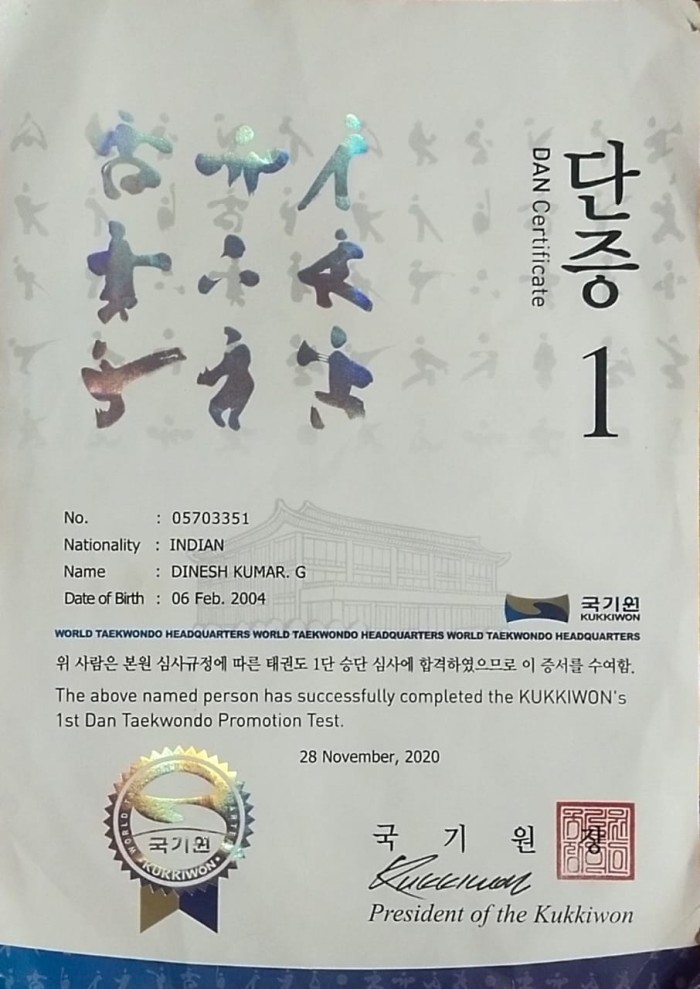 단증
DAN Certificate
1
No. : 05703351
Nationality : INDIAN
Name : DINESH KUMAR. G
Date of Birth : 06 Feb. 2004
국기원
KUKKIWON
WORLD TAEKWONDO HEADQUARTERS WORLD TAEKWONDO HEADQUARTERS WORLD TAEKWONDO HEADQUARTERS
위 사람은 본원 심사규정에 따른 태권도 1단 승단 심사에 합격하였으므로 이 증서를 수여함.
The above named person has successfully completed the KUKKIWON's
1st Dan Taekwondo Promotion Test.
28 November, 2020
국기원
KUKKIWON
국 기 원 장
Kukkiwon
President of the Kukkiwon